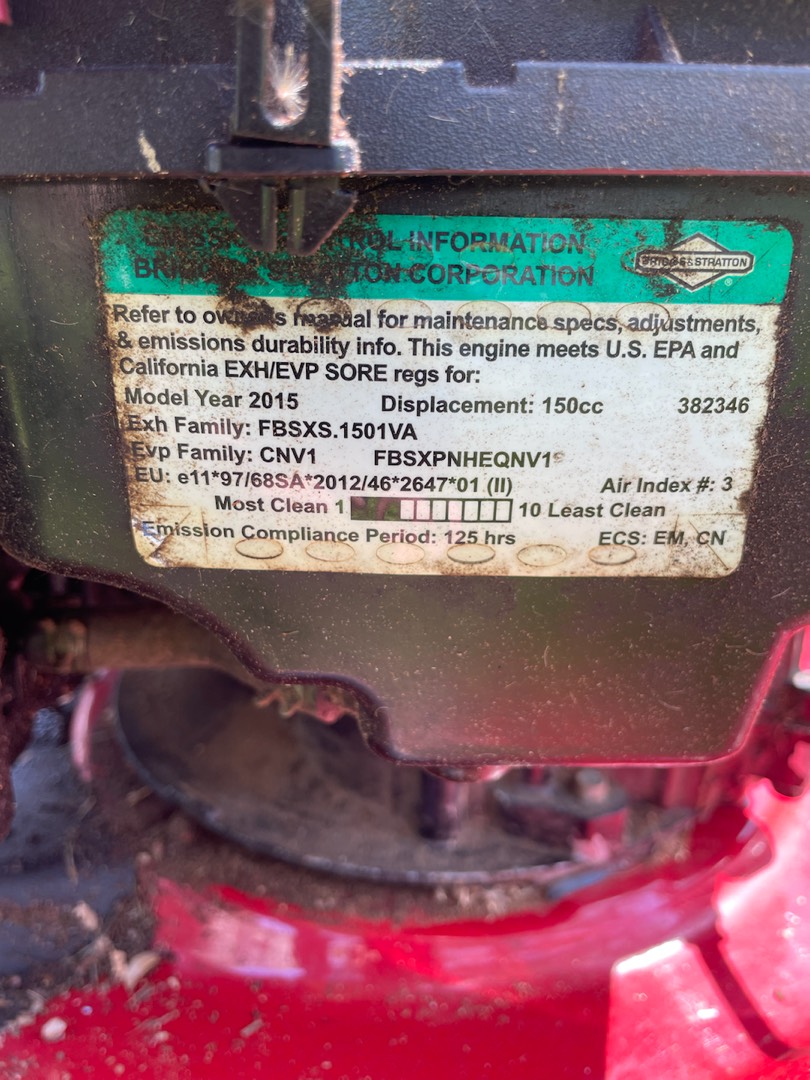 CONTROL INFORMATION
STRATTON CORPORATION
BRIGGS & STRATTON
®
Refer to owner's manual for maintenance specs, adjustments,
& emissions durability info. This engine meets U.S. EPA and
California EXH/EVP SORE regs for:
Model Year 2015 Displacement: 150cc 382346
Exh Family: FBSXS.1501VA
Evp Family: CNV1 FBSXPNHEQNV1
EU: e11*97/68SA*2012/46*2647*01 (II) Air Index #: 3
Most Clean 1 10 Least Clean
Emission Compliance Period: 125 hrs ECS: EM, CN